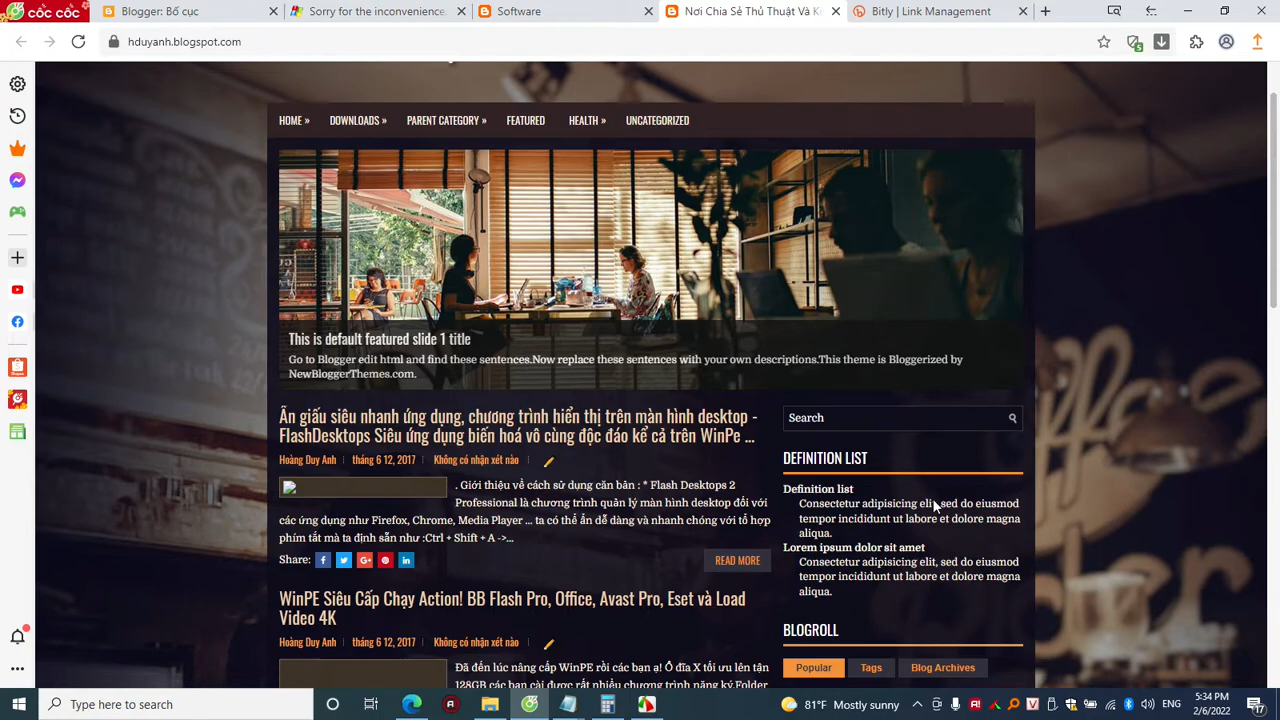 cốc cốc
Blogger: Bố cục
Sorry for the inconvenience.
Software
Nơi Chia Sẻ Thủ Thuật Và Ki
Bitly | Link Management
hduyanh.blogspot.com
HOME »
DOWNLOADS »
PARENT CATEGORY »
FEATURED
HEALTH »
UNCATEGORIZED
This is default featured slide 1 title
Go to Blogger edit html and find these sentences.Now replace these sentences with your own descriptions.This theme is Bloggerized by
NewBloggerThemes.com.
Ẩn giấu siêu nhanh ứng dụng, chương trình hiển thị trên màn hình desktop -
FlashDesktops Siêu ứng dụng biến hoá vô cùng độc đáo kể cả trên WinPe ...
Hoàng Duy Anh
tháng 6 12, 2017
Không có nhận xét nào
. Giới thiệu về cách sử dụng căn bản : * Flash Desktops 2
Professional là chương trình quản lý màn hình desktop đối với
các ứng dụng như Firefox, Chrome, Media Player ... ta có thể ẩn dễ dàng và nhanh chóng với tổ hợp
phím tắt mà ta định sẵn như :Ctrl + Shift + A ->...
Share:
READ MORE
WinPE Siêu Cấp Chạy Action! BB Flash Pro, Office, Avast Pro, Eset và Load
Video 4K
Hoàng Duy Anh
tháng 6 12, 2017
Không có nhận xét nào
Đã đến lúc nâng cấp WinPE rồi các bạn ạ! Ổ đĩa X tối ưu lên tận
128GB các bạn cài được rất nhiều chương trình nặng ký.Folder
Search
DEFINITION LIST
Definition list
Consectetur adipisicing elit, sed do eiusmod
tempor incididunt ut labore et dolore magna
aliqua.
Lorem ipsum dolor sit amet
Consectetur adipisicing elit, sed do eiusmod
tempor incididunt ut labore et dolore magna
aliqua.
BLOGROLL
Popular
Tags
Blog Archives
Type here to search
81°F Mostly sunny
ENG
5:34 PM
2/6/2022
17